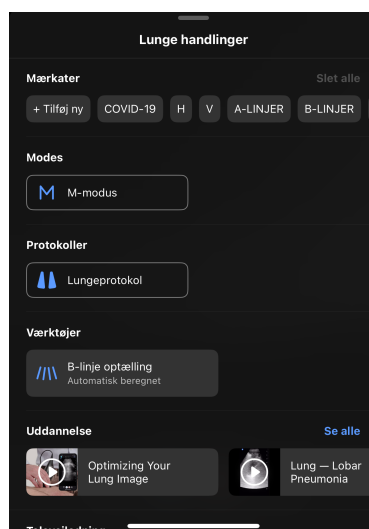 Lunge handlinger
Mærkater
Slet alle
+ Tilføj ny
COVID-19
H
V
A-LINJER
B-LINJER
Modes
M-modus
Protokoller
Lungeprotokol
Værktøjer
B-linje optælling
Automatisk beregnet
Uddannelse
Se alle
Optimizing Your
Lung Image
Lung — Lobar
Pneumonia